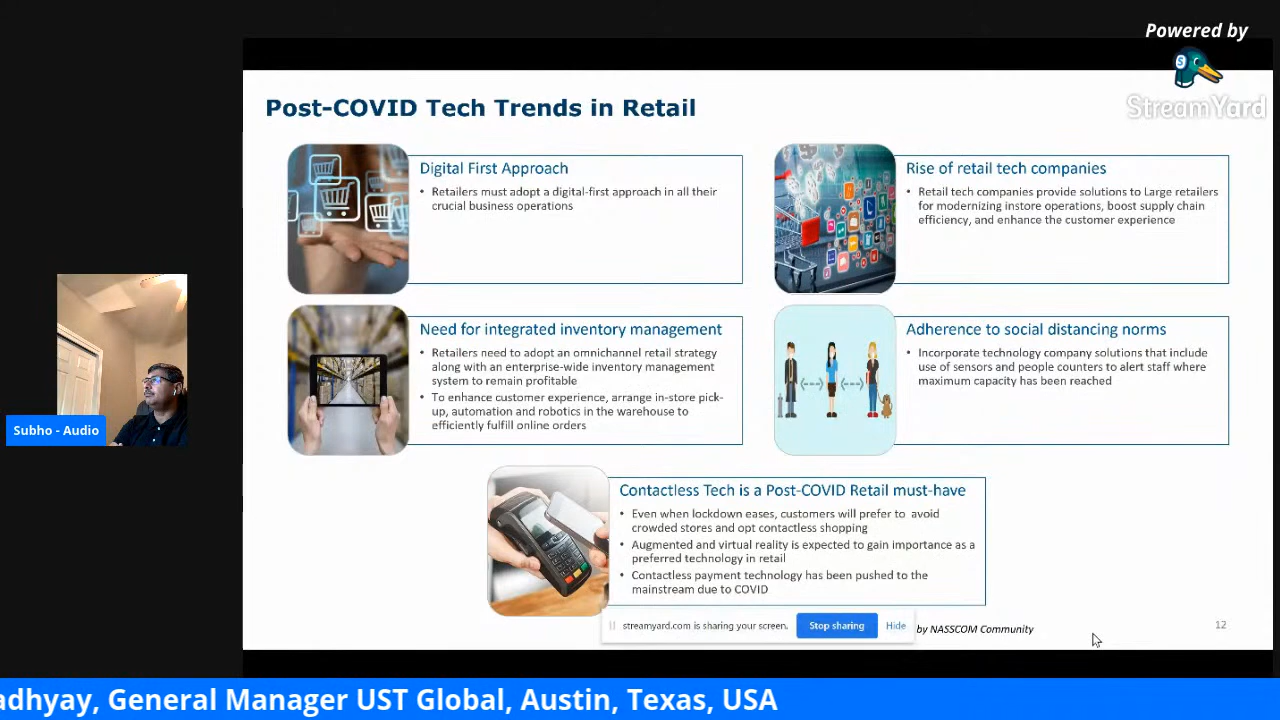 Powered by
StreamYard
Post-COVID Tech Trends in Retail
Digital First Approach
• Retailers must adopt a digital-first approach in all their
crucial business operations
Rise of retail tech companies
• Retail tech companies provide solutions to Large retailers
for modernizing instore operations, boost supply chain
efficiency, and enhance the customer experience
Need for integrated inventory management
• Retailers need to adopt an omnichannel retail strategy
along with an enterprise-wide inventory management
system to remain profitable
• To enhance customer experience, arrange in-store pick-
up, automation and robotics in the warehouse to
efficiently fulfill online orders
Adherence to social distancing norms
• Incorporate technology company solutions that include
use of sensors and people counters to alert staff where
maximum capacity has been reached
Subho - Audio
Contactless Tech is a Post-COVID Retail must-have
• Even when lockdown eases, customers will prefer to avoid
crowded stores and opt contactless shopping
• Augmented and virtual reality is expected to gain importance as a
preferred technology in retail
• Contactless payment technology has been pushed to the
mainstream due to COVID
streamyard.com is sharing your screen.
Stop sharing
Hide
by NASSCOM Community
12
adhyay, General Manager UST Global, Austin, Texas, USA